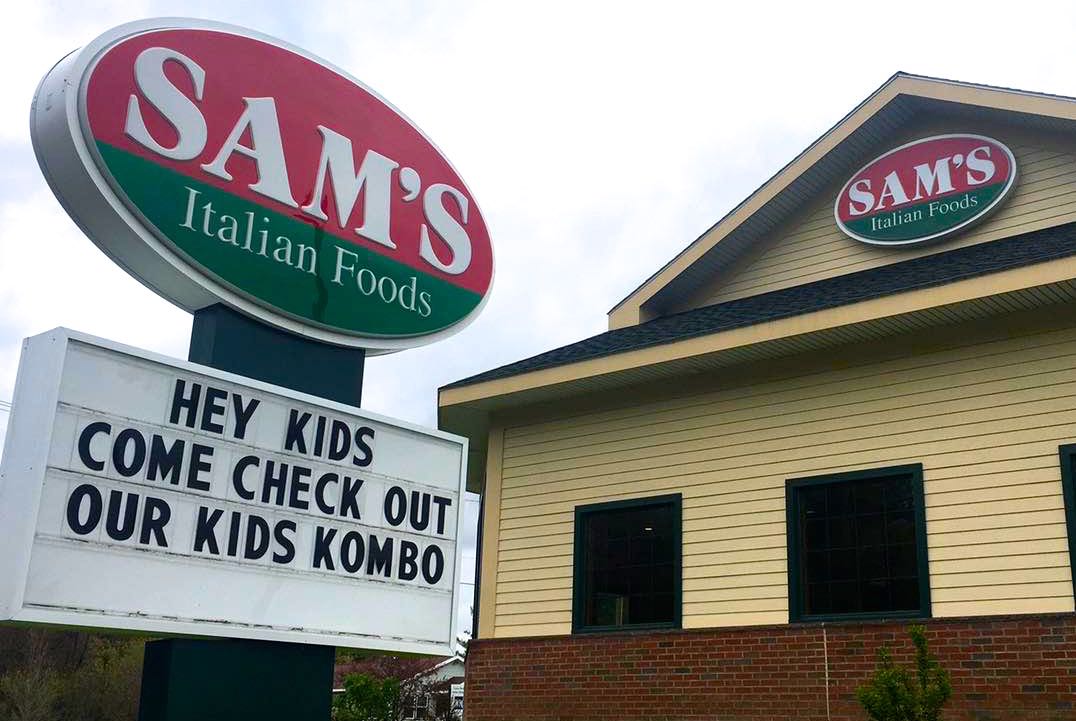 SAM'S
Italian Foods
HEY KIDS
COME CHECK OUT
OUR KIDS KOMBO
SAM'S
Italian Foods